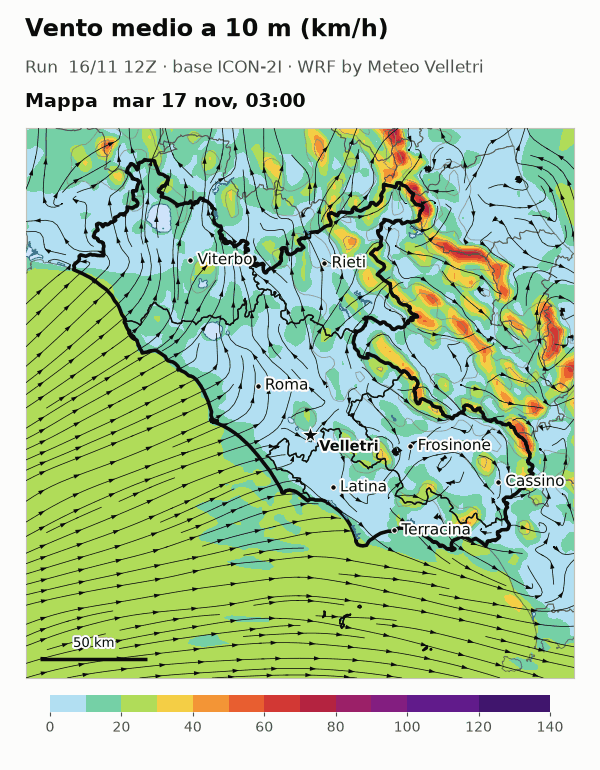 Vento medio a 10 m (km/h)
Run 16/11 12Z · base ICON-2I · WRF by Meteo Velletri
Mappa mar 17 nov, 03:00
Viterbo
Rieti
Roma
Velletri
Frosinone
Cassino
Latina
Terracina
50 km
0 20 40 60 80 100 120 140